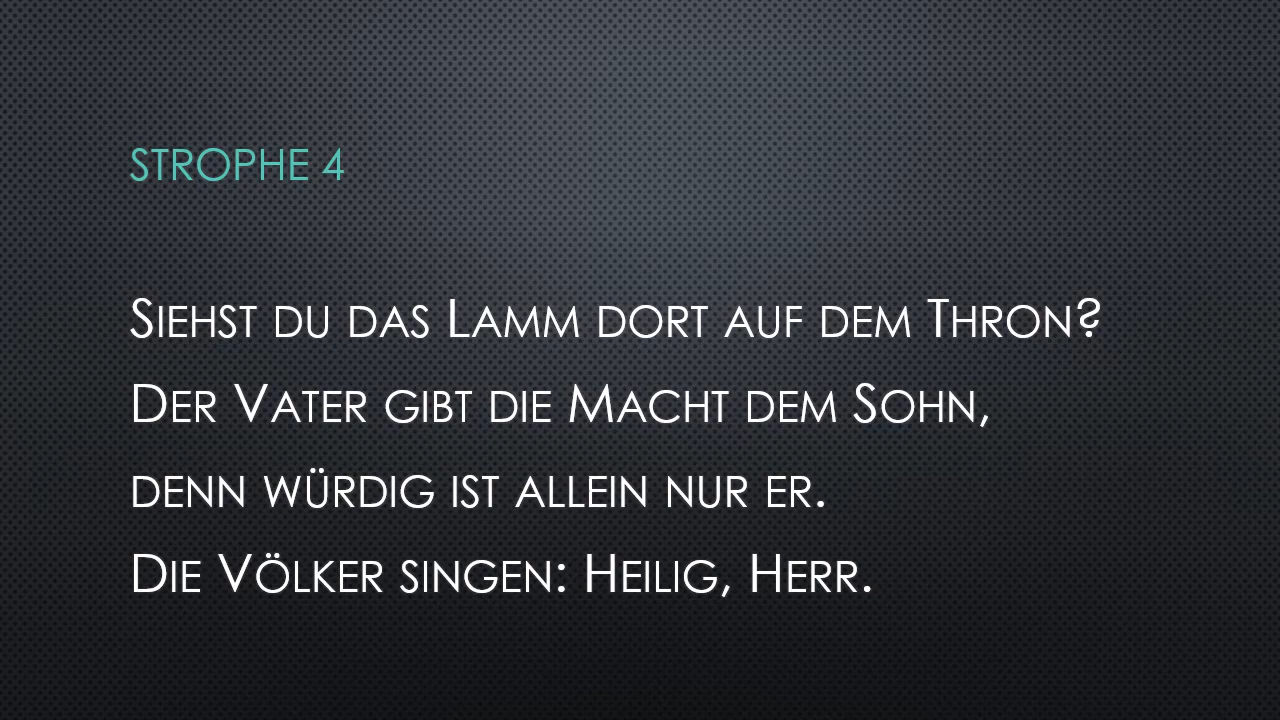 STROPHE 4
Siehst du das Lamm dort auf dem Thron?
Der Vater gibt die Macht dem Sohn,
denn würdig ist allein nur er.
Die Völker singen: Heilig, Herr.